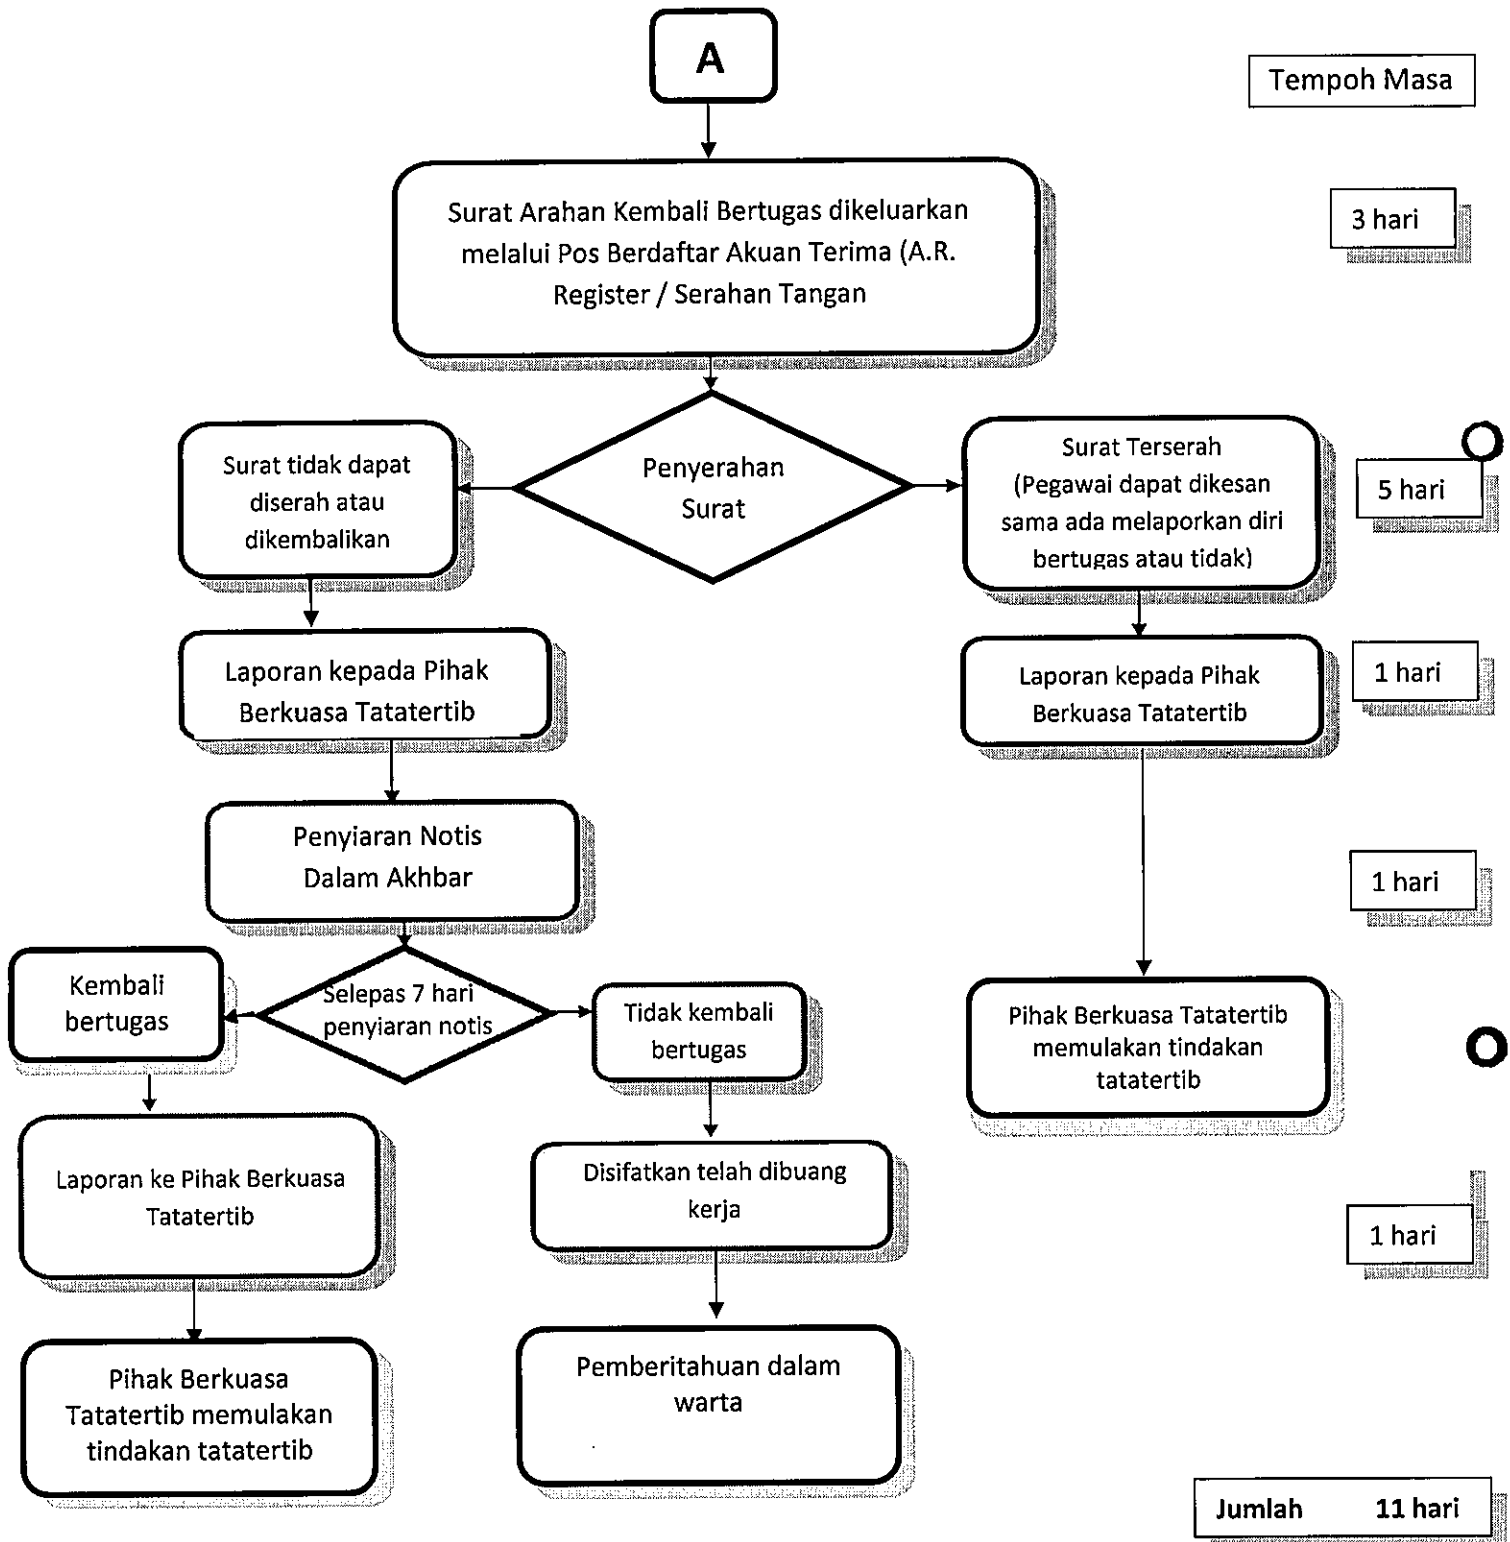 A
Tempoh Masa
Surat Arahan Kembali Bertugas dikeluarkan
melalui Pos Berdaftar Akuan Terima (A.R.
Register / Serahan Tangan
3 hari
Surat tidak dapat
diserah atau
dikembalikan
Penyerahan
Surat
Surat Terserah
(Pegawai dapat dikesan
sama ada melaporkan diri
bertugas atau tidak)
5 hari
Laporan kepada Pihak
Berkuasa Tatatertib
Laporan kepada Pihak
Berkuasa Tatatertib
1 hari
Penyiaran Notis
Dalam Akhbar
1 hari
Kembali
bertugas
Selepas 7 hari
penyiaran notis
Tidak kembali
bertugas
Pihak Berkuasa Tatatertib
memulakan tindakan
tatatertib
Laporan ke Pihak Berkuasa
Tatatertib
Disifatkan telah dibuang
kerja
1 hari
Pihak Berkuasa
Tatatertib memulakan
tindakan tatatertib
Pemberitahuan dalam
warta
Jumlah 11 hari